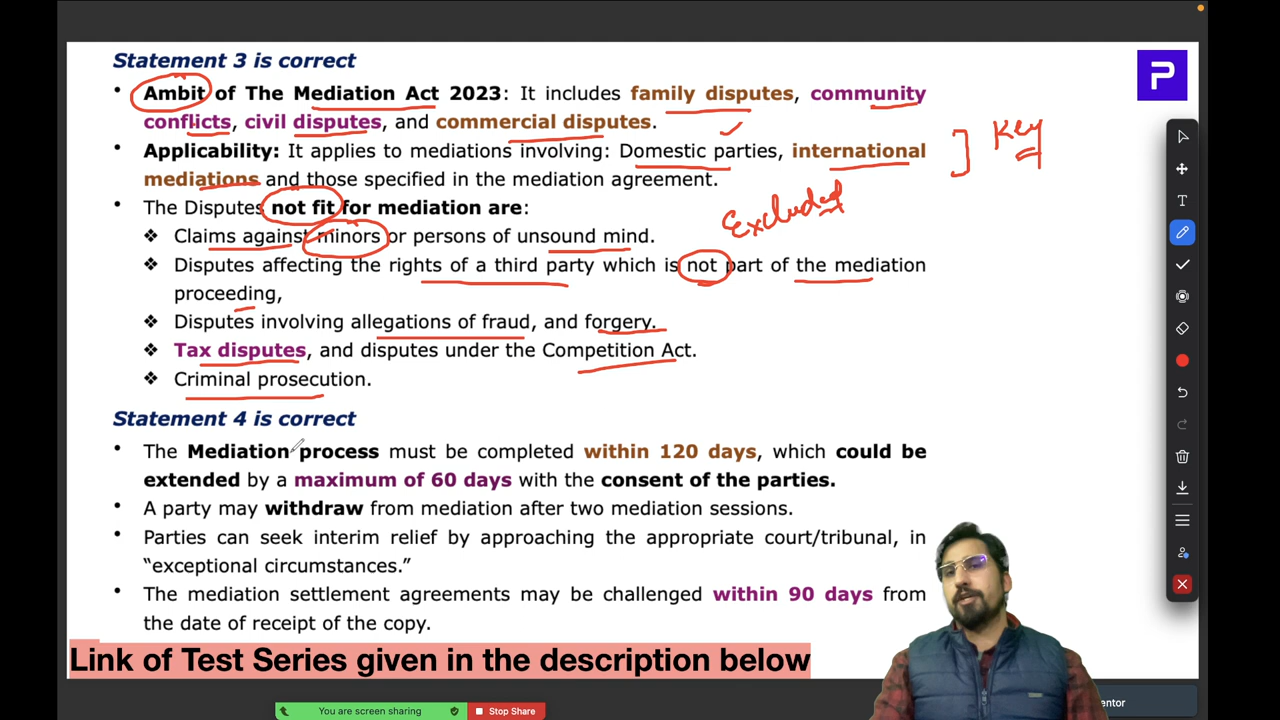 Statement 3 is correct
• Ambit of The Mediation Act 2023: It includes family disputes, community
conflicts, civil disputes, and commercial disputes.
• Applicability: It applies to mediations involving: Domestic parties, international
mediations and those specified in the mediation agreement.
] Key
• The Disputes not fit for mediation are:
Excluded
❖ Claims against minors or persons of unsound mind.
❖ Disputes affecting the rights of a third party which is not part of the mediation
proceeding,
❖ Disputes involving allegations of fraud, and forgery.
❖ Tax disputes, and disputes under the Competition Act.
❖ Criminal prosecution.
Statement 4 is correct
• The Mediation process must be completed within 120 days, which could be
extended by a maximum of 60 days with the consent of the parties.
• A party may withdraw from mediation after two mediation sessions.
• Parties can seek interim relief by approaching the appropriate court/tribunal, in
“exceptional circumstances.”
• The mediation settlement agreements may be challenged within 90 days from
the date of receipt of the copy.
Link of Test Series given in the description below
You are screen sharing
Stop Share
P
T